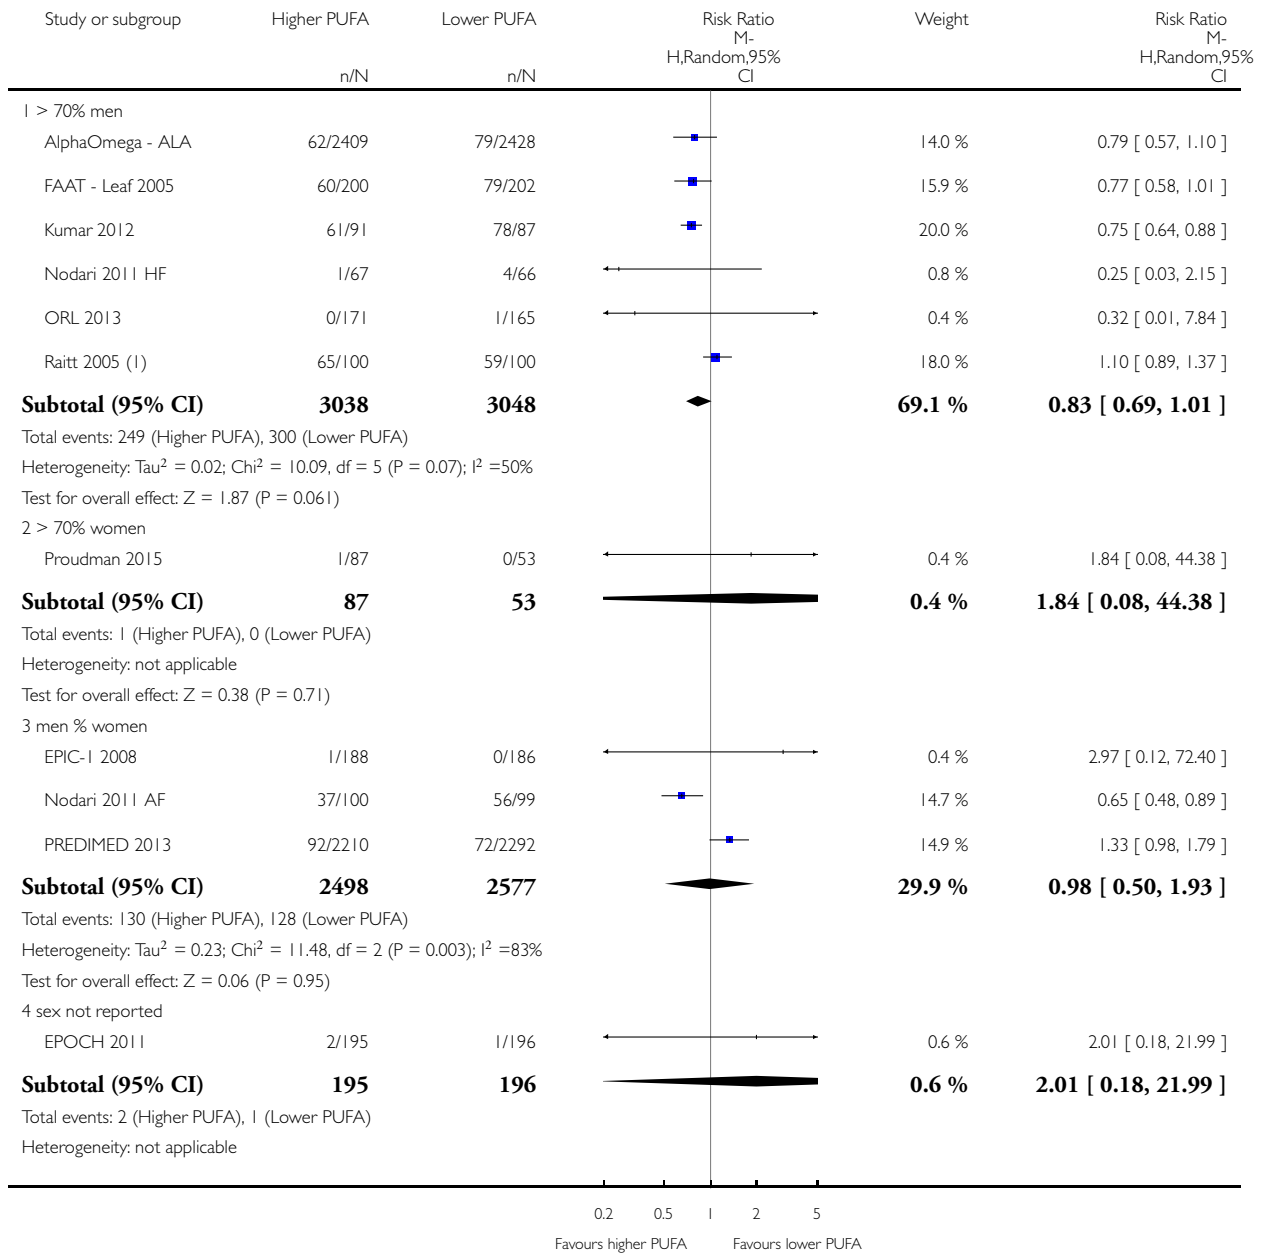 Study or subgroup Higher PUFA Lower PUFA Risk Ratio Weight Risk Ratio
M- M-
H,Random,95% H,Random,95%
n/N n/N CI CI
1 > 70% men
AlphaOmega - ALA 62/2409 79/2428 14.0 % 0.79 [ 0.57, 1.10 ]
FAAT - Leaf 2005 60/200 79/202 15.9 % 0.77 [ 0.58, 1.01 ]
Kumar 2012 61/91 78/87 20.0 % 0.75 [ 0.64, 0.88 ]
Nodari 2011 HF 1/67 4/66 0.8 % 0.25 [ 0.03, 2.15 ]
ORL 2013 0/171 1/165 0.4 % 0.32 [ 0.01, 7.84 ]
Raitt 2005 (1) 65/100 59/100 18.0 % 1.10 [ 0.89, 1.37 ]
Subtotal (95% CI) 3038 3048 69.1 % 0.83 [ 0.69, 1.01 ]
Total events: 249 (Higher PUFA), 300 (Lower PUFA)
Heterogeneity: Tau² = 0.02; Chi² = 10.09, df = 5 (P = 0.07); I² =50%
Test for overall effect: Z = 1.87 (P = 0.061)
2 > 70% women
Proudman 2015 1/87 0/53 0.4 % 1.84 [ 0.08, 44.38 ]
Subtotal (95% CI) 87 53 0.4 % 1.84 [ 0.08, 44.38 ]
Total events: 1 (Higher PUFA), 0 (Lower PUFA)
Heterogeneity: not applicable
Test for overall effect: Z = 0.38 (P = 0.71)
3 men % women
EPIC-1 2008 1/188 0/186 0.4 % 2.97 [ 0.12, 72.40 ]
Nodari 2011 AF 37/100 56/99 14.7 % 0.65 [ 0.48, 0.89 ]
PREDIMED 2013 92/2210 72/2292 14.9 % 1.33 [ 0.98, 1.79 ]
Subtotal (95% CI) 2498 2577 29.9 % 0.98 [ 0.50, 1.93 ]
Total events: 130 (Higher PUFA), 128 (Lower PUFA)
Heterogeneity: Tau² = 0.23; Chi² = 11.48, df = 2 (P = 0.003); I² =83%
Test for overall effect: Z = 0.06 (P = 0.95)
4 sex not reported
EPOCH 2011 2/195 1/196 0.6 % 2.01 [ 0.18, 21.99 ]
Subtotal (95% CI) 195 196 0.6 % 2.01 [ 0.18, 21.99 ]
Total events: 2 (Higher PUFA), 1 (Lower PUFA)
Heterogeneity: not applicable
0.2 0.5 1 2 5
Favours higher PUFA Favours lower PUFA